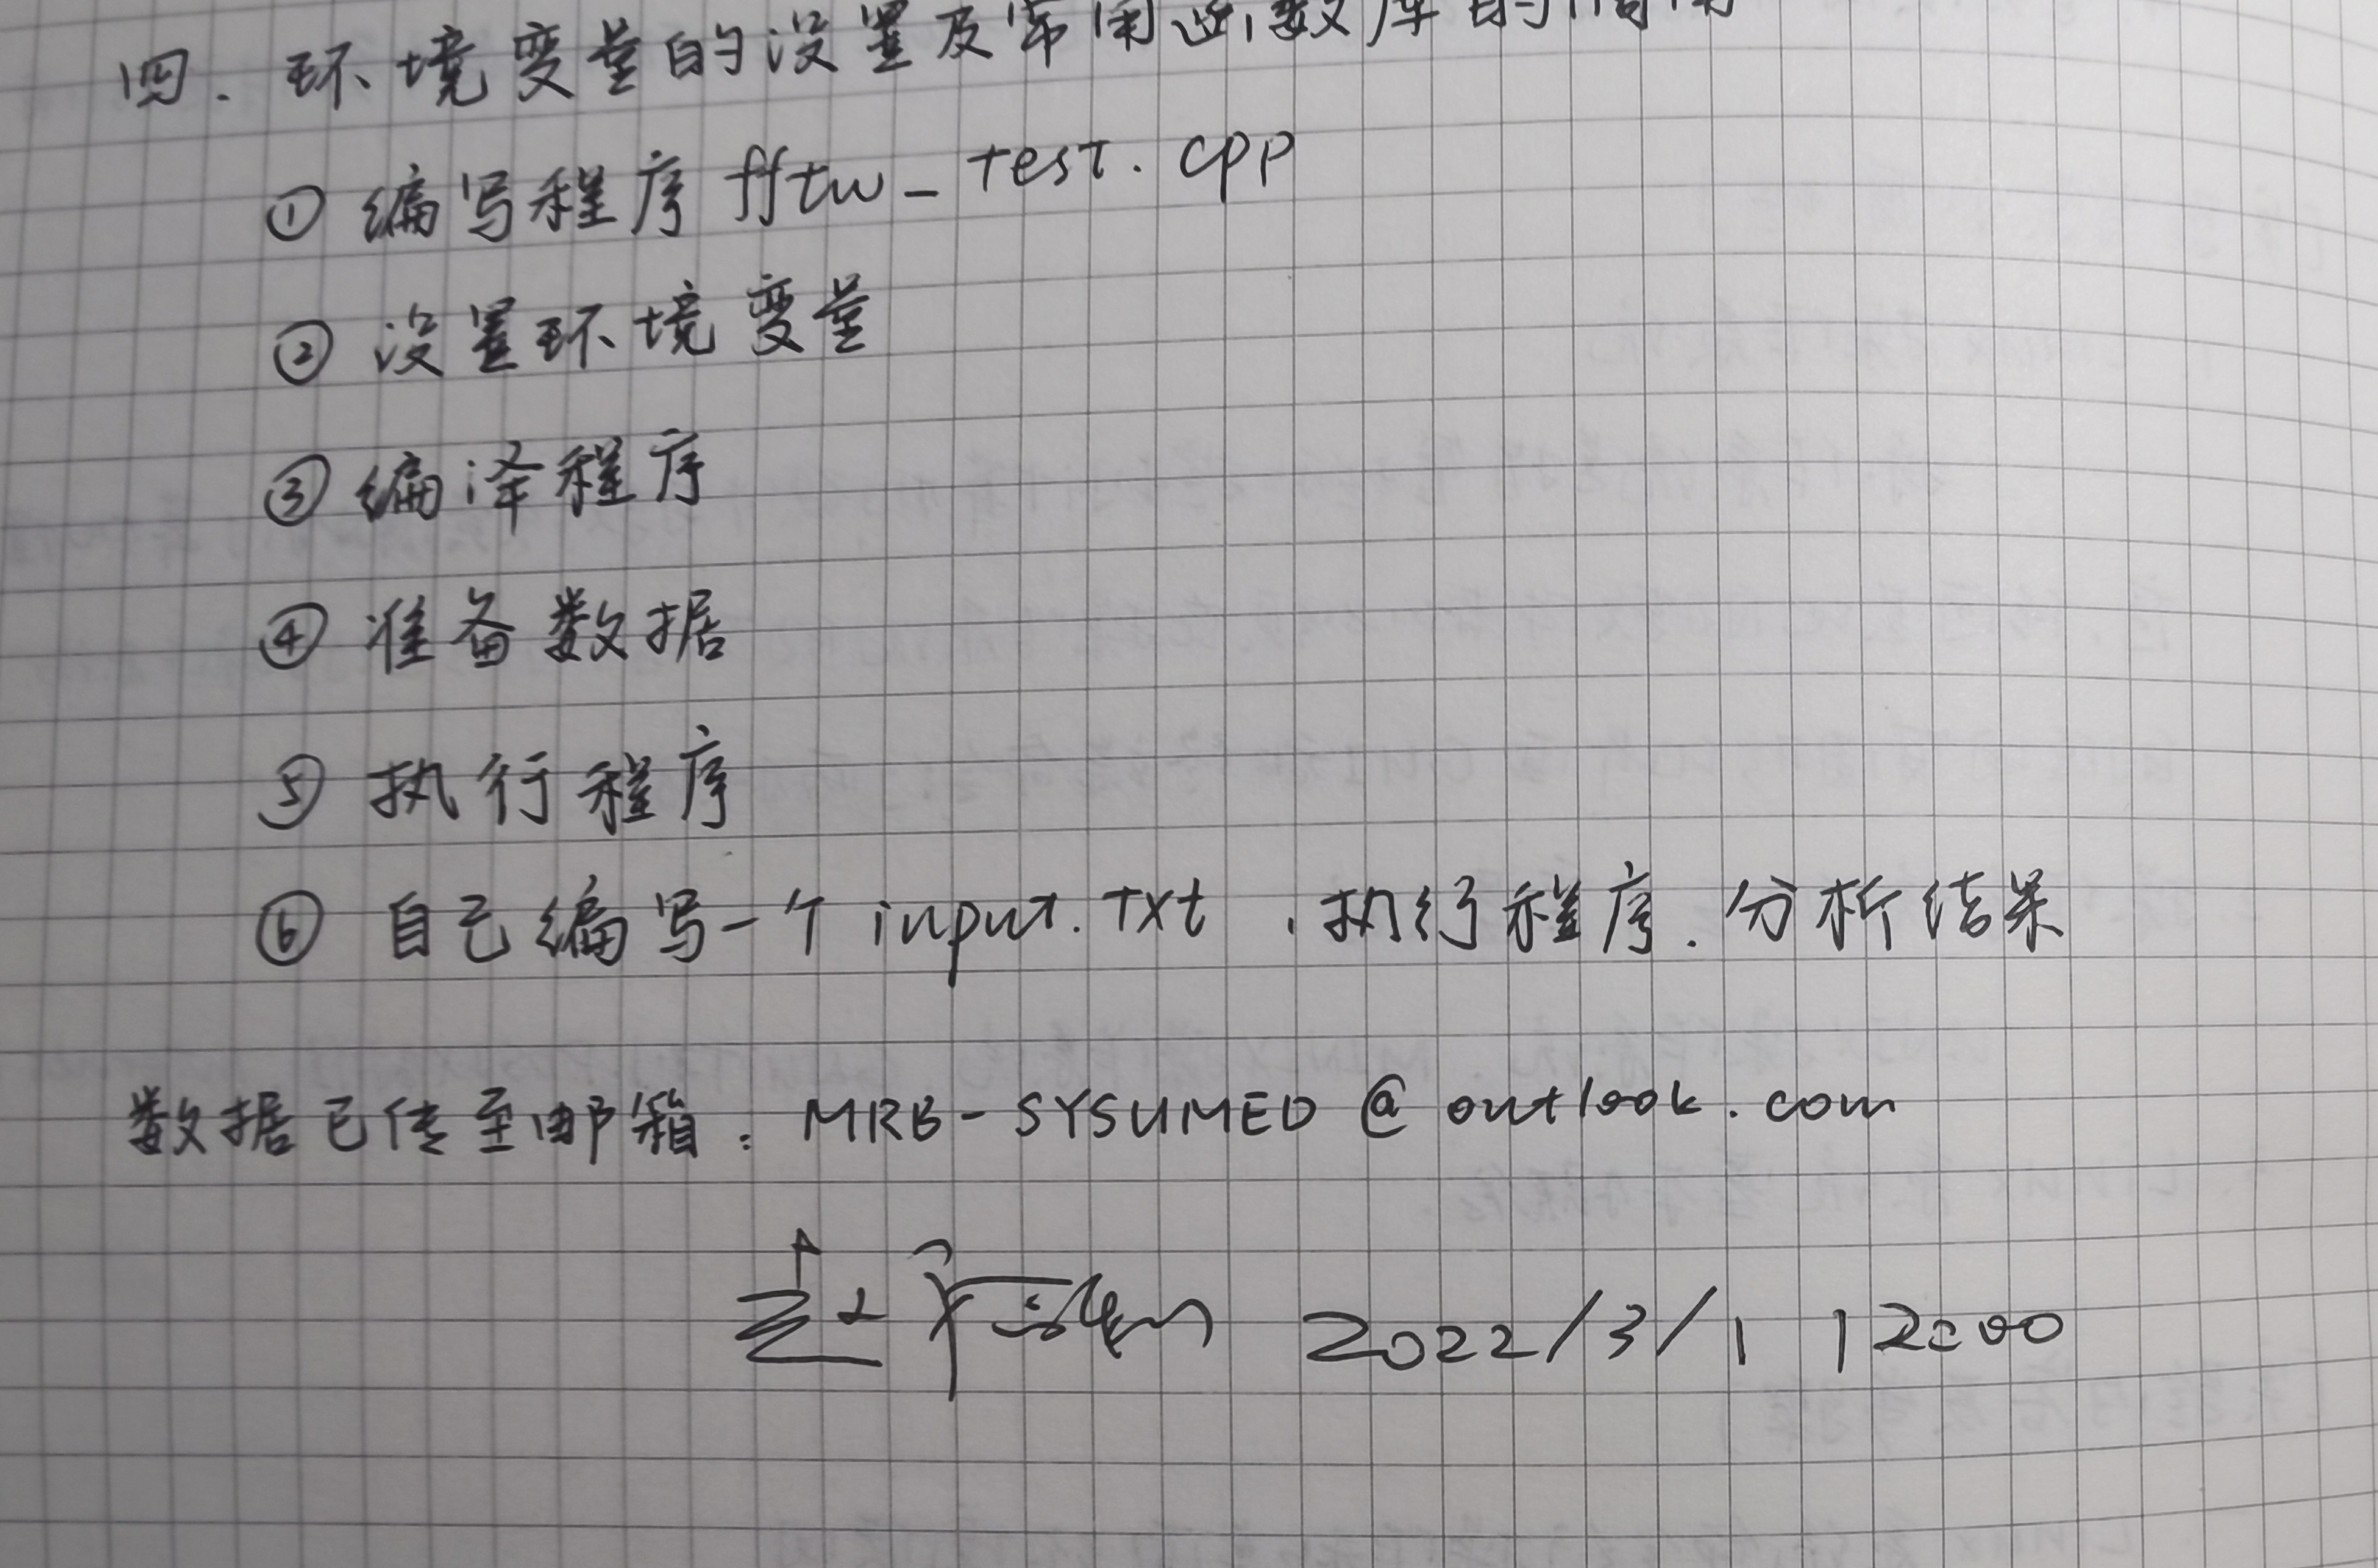 四.环境变量的设置及常用函数库的调用
①编写程序 fftw_test.cpp
②设置环境变量
③编译程序
④准备数据
⑤执行程序
⑥自己编写一个 input.txt,执行程序.分析结果
数据已传至邮箱:MRB-SYSUMED@outlook.com
2022/3/1 12:00